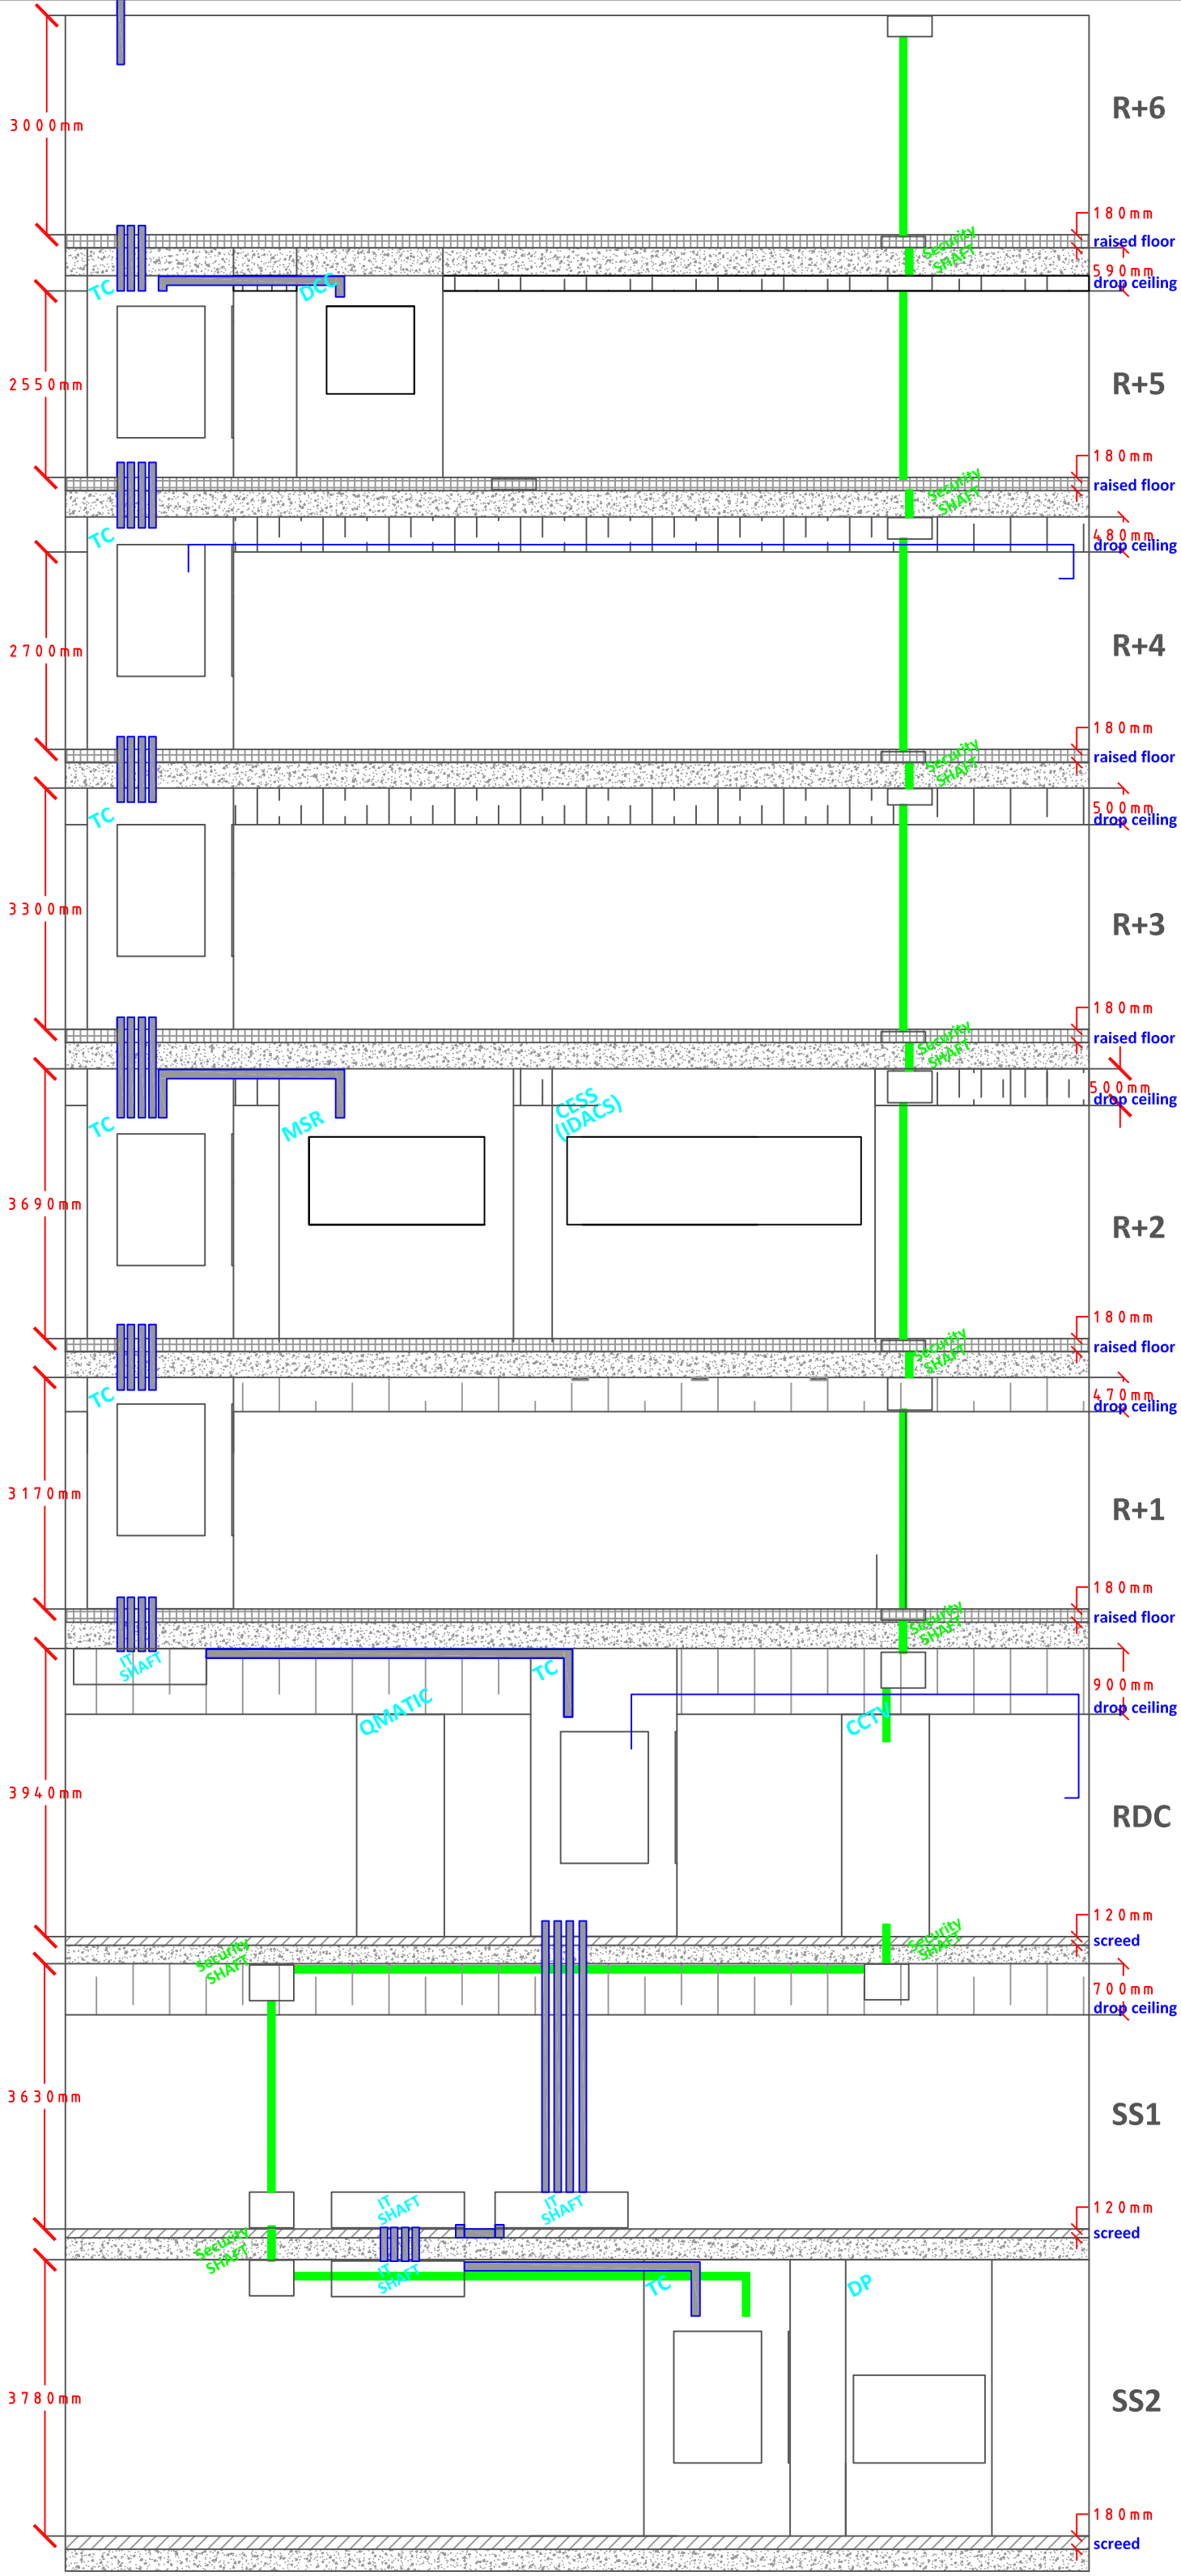 R+6
3000mm
180mm
raised floor
Security
SHAFT
590mm
drop ceiling
TC
DCC
2550mm
R+5
180mm
raised floor
Security
SHAFT
480mm
drop ceiling
TC
2700mm
R+4
180mm
raised floor
Security
SHAFT
500mm
drop ceiling
TC
3300mm
R+3
180mm
raised floor
Security
SHAFT
500mm
drop ceiling
TC
MSR
CESS
(IDACS)
3690mm
R+2
180mm
raised floor
Security
SHAFT
470mm
drop ceiling
TC
3170mm
R+1
180mm
raised floor
Security
SHAFT
IT
SHAFT
TC
900mm
drop ceiling
QMATIC
CCTV
3940mm
RDC
120mm
screed
Security
SHAFT
Security
SHAFT
700mm
drop ceiling
3630mm
SS1
IT
SHAFT
IT
SHAFT
120mm
screed
Security
SHAFT
IT
SHAFT
TC
DP
3780mm
SS2
180mm
screed